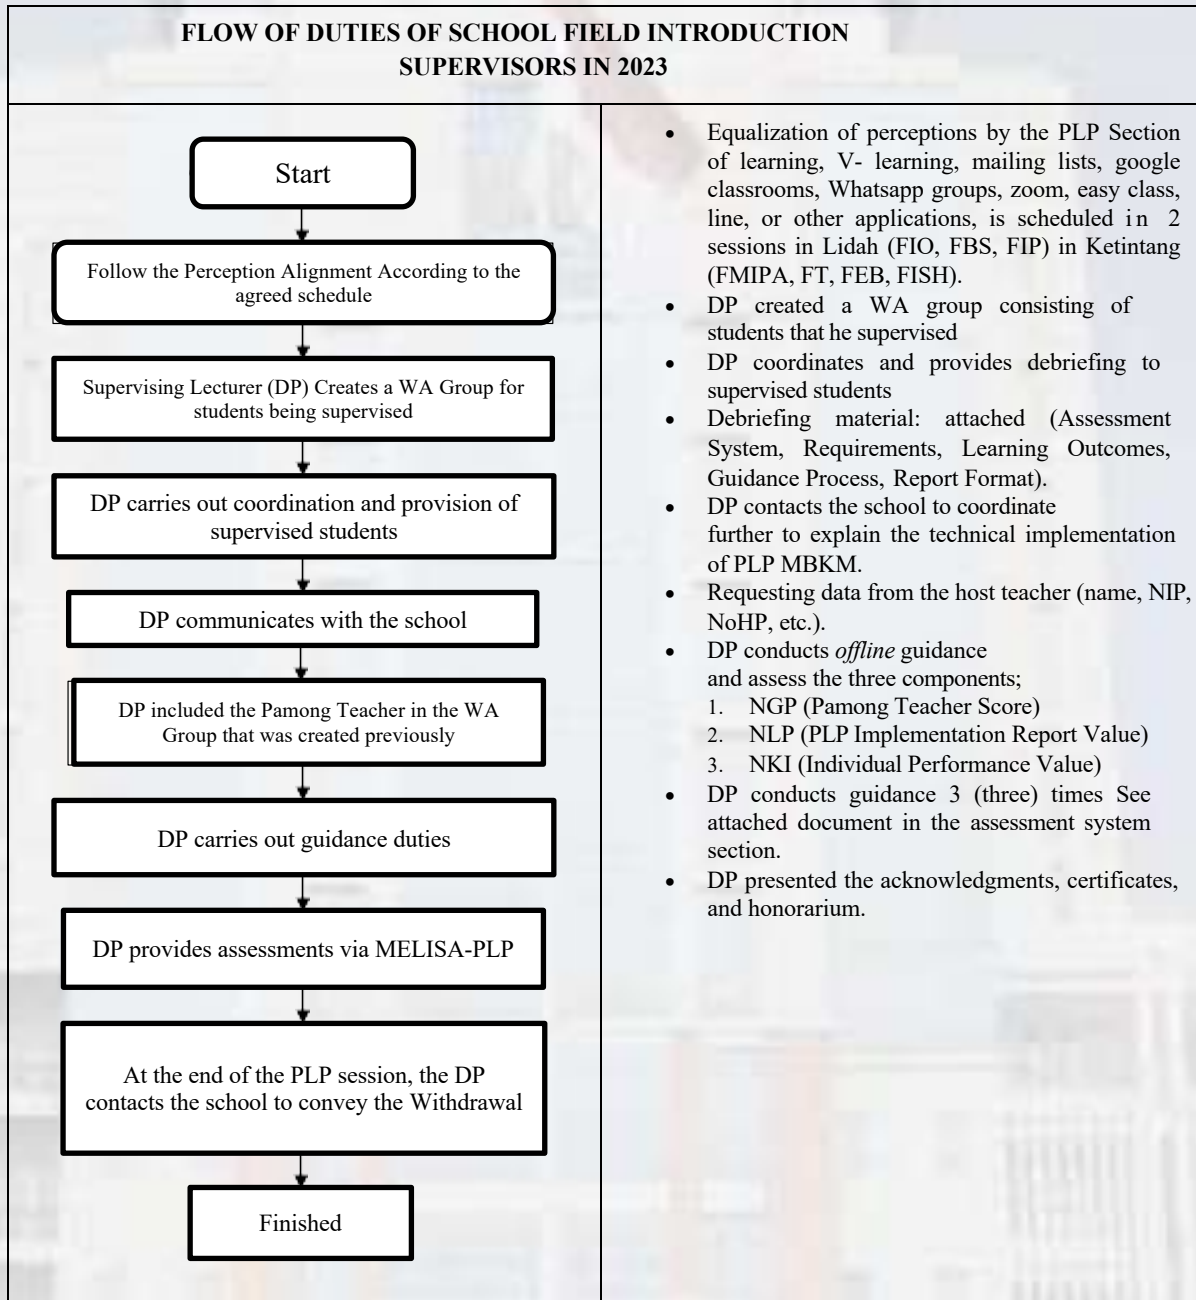 FLOW OF DUTIES OF SCHOOL FIELD INTRODUCTION
SUPERVISORS IN 2023
Start
Follow the Perception Alignment According to the
agreed schedule
Supervising Lecturer (DP) Creates a WA Group for
students being supervised
DP carries out coordination and provision of
supervised students
DP communicates with the school
DP included the Pamong Teacher in the WA
Group that was created previously
DP carries out guidance duties
DP provides assessments via MELISA-PLP
At the end of the PLP session, the DP
contacts the school to convey the Withdrawal
Finished
• Equalization of perceptions by the PLP Section
of learning, V- learning, mailing lists, google
classrooms, Whatsapp groups, zoom, easy class,
line, or other applications, is scheduled in 2
sessions in Lidah (FIO, FBS, FIP) in Ketintang
(FMIPA, FT, FEB, FISH).
• DP created a WA group consisting of
students that he supervised
• DP coordinates and provides debriefing to
supervised students
• Debriefing material: attached (Assessment
System, Requirements, Learning Outcomes,
Guidance Process, Report Format).
• DP contacts the school to coordinate
further to explain the technical implementation
of PLP MBKM.
• Requesting data from the host teacher (name, NIP,
NoHP, etc.).
• DP conducts offline guidance
and assess the three components;
1. NGP (Pamong Teacher Score)
2. NLP (PLP Implementation Report Value)
3. NKI (Individual Performance Value)
• DP conducts guidance 3 (three) times See
attached document in the assessment system
section.
• DP presented the acknowledgments, certificates,
and honorarium.